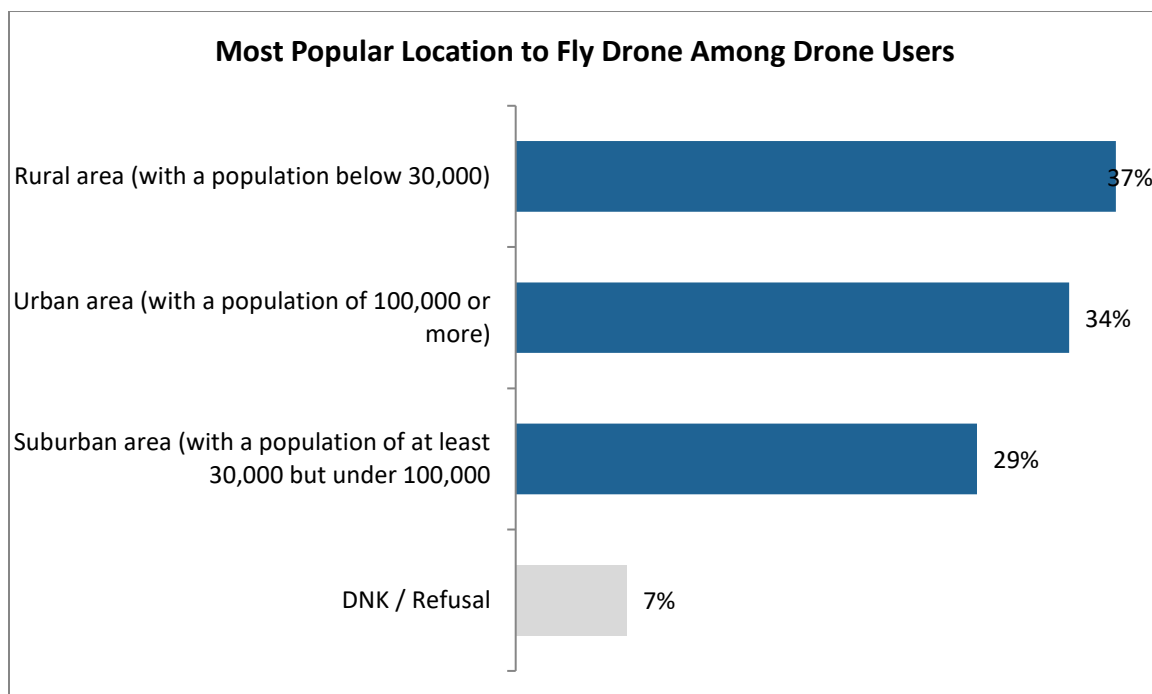 Most Popular Location to Fly Drone Among Drone Users
Rural area (with a population below 30,000)
37%
Urban area (with a population of 100,000 or
more)
34%
Suburban area (with a population of at least
30,000 but under 100,000
29%
DNK / Refusal
7%